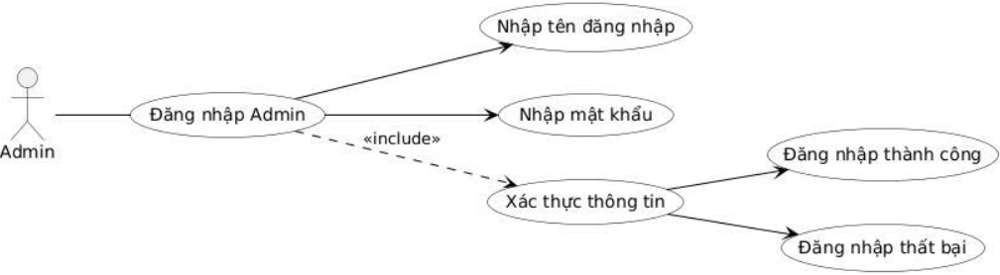 Nhập tên đăng nhập
Đăng nhập Admin
Nhập mật khẩu
Admin
«include»
Đăng nhập thành công
Xác thực thông tin
Đăng nhập thất bại